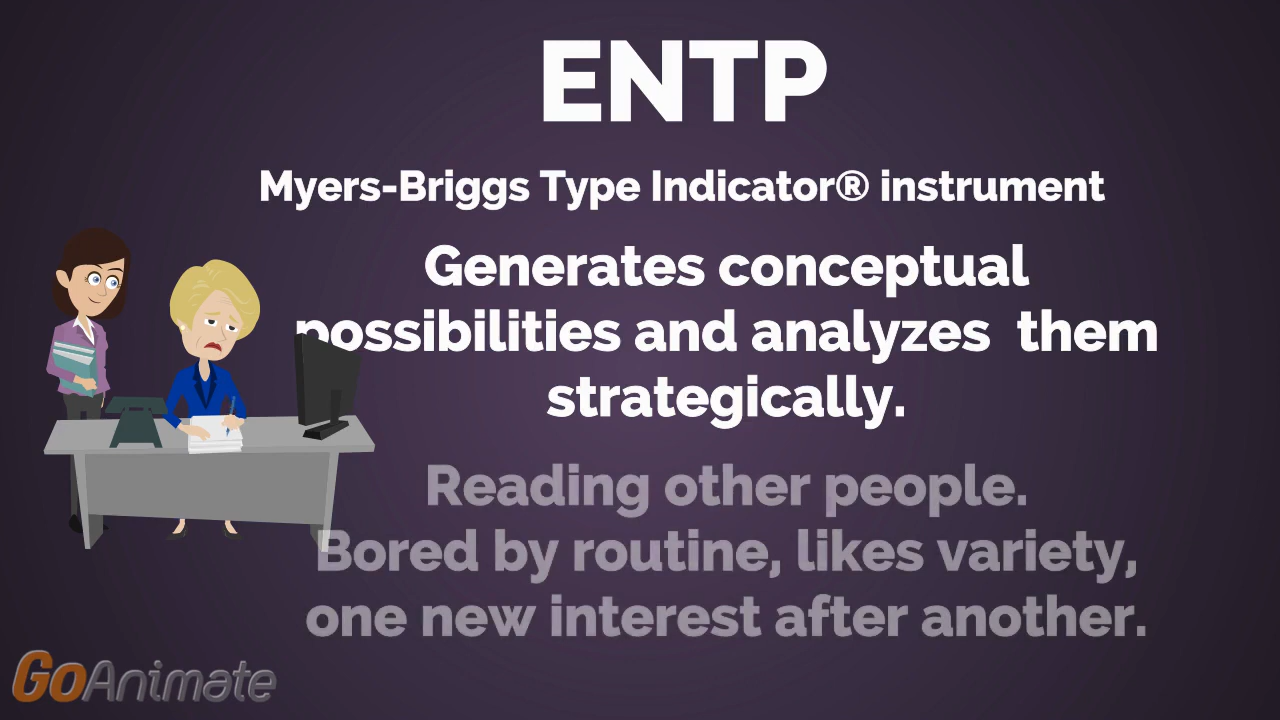 ENTP
Myers-Briggs Type Indicator® instrument
Generates conceptual
possibilities and analyzes  them
strategically.
Reading other people.
Bored by routine, likes variety,
one new interest after another.
GoAnimate